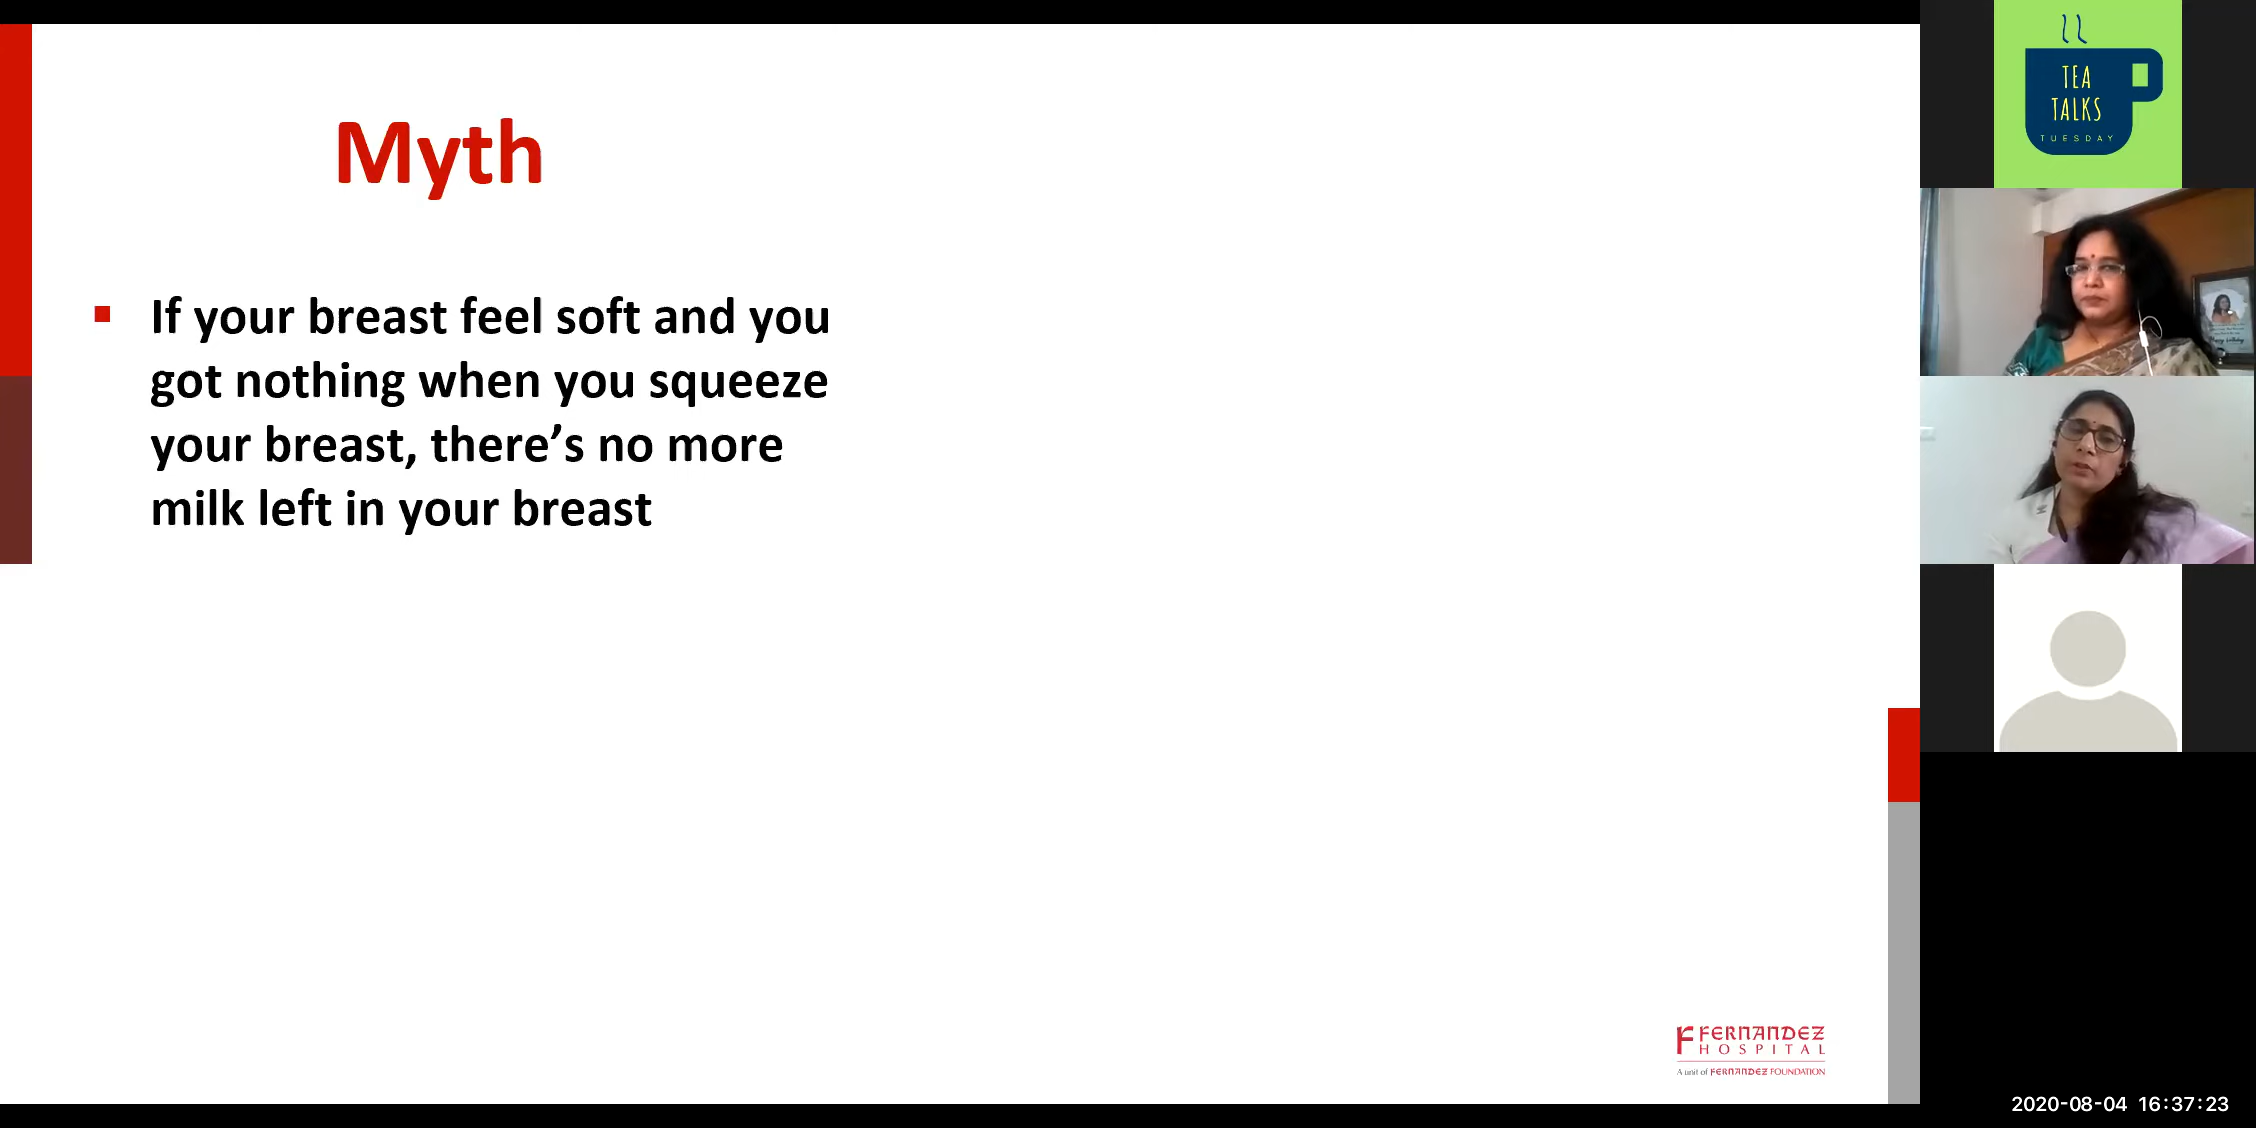 Myth
If your breast feel soft and you
got nothing when you squeeze
your breast, there’s no more
milk left in your breast
FERNANDEZ
HOSPITAL
A unit of FERNANDEZ FOUNDATION
TEA
TALKS
TUESDAY
2020-08-04 16:37:23